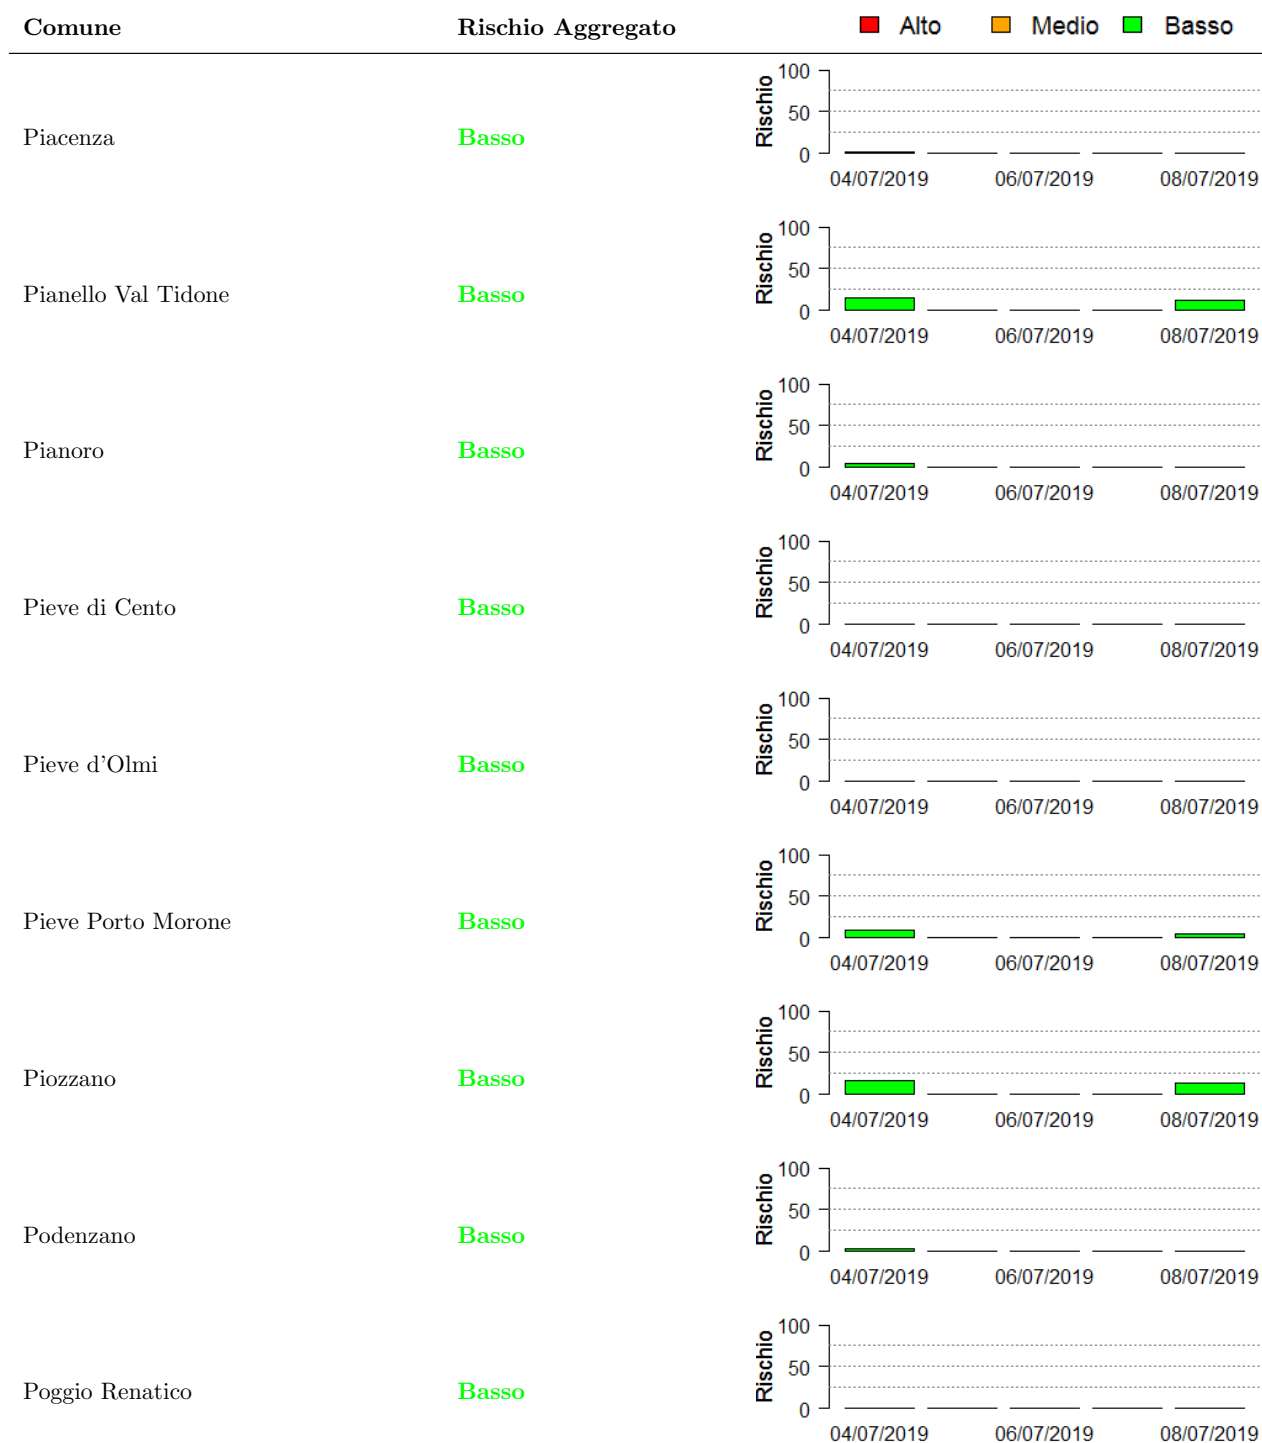 Comune Rischio Aggregato Alto Medio Basso
100
50
0
Rischio
Piacenza Basso
04/07/2019 06/07/2019 08/07/2019
100
50
0
Rischio
Pianello Val Tidone Basso
04/07/2019 06/07/2019 08/07/2019
100
50
0
Rischio
Pianoro Basso
04/07/2019 06/07/2019 08/07/2019
100
50
0
Rischio
Pieve di Cento Basso
04/07/2019 06/07/2019 08/07/2019
100
50
0
Rischio
Pieve d'Olmi Basso
04/07/2019 06/07/2019 08/07/2019
100
50
0
Rischio
Pieve Porto Morone Basso
04/07/2019 06/07/2019 08/07/2019
100
50
0
Rischio
Piozzano Basso
04/07/2019 06/07/2019 08/07/2019
100
50
0
Rischio
Podenzano Basso
04/07/2019 06/07/2019 08/07/2019
100
50
0
Rischio
Poggio Renatico Basso
04/07/2019 06/07/2019 08/07/2019